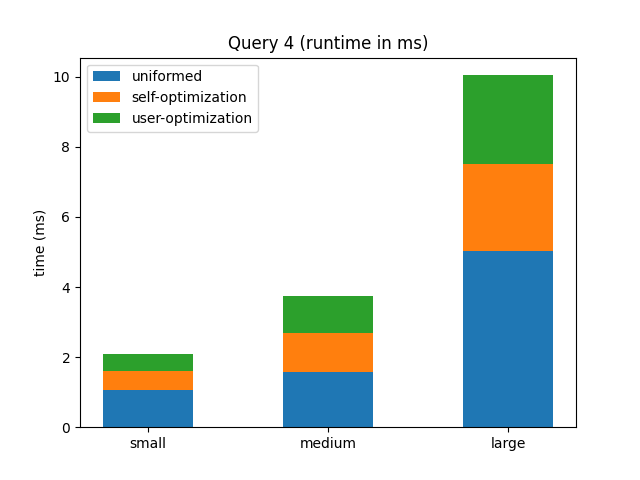 Query 4 (runtime in ms)
uniformed
self-optimization
user-optimization
10
8
6
4
2
0
time (ms)
small
medium
large